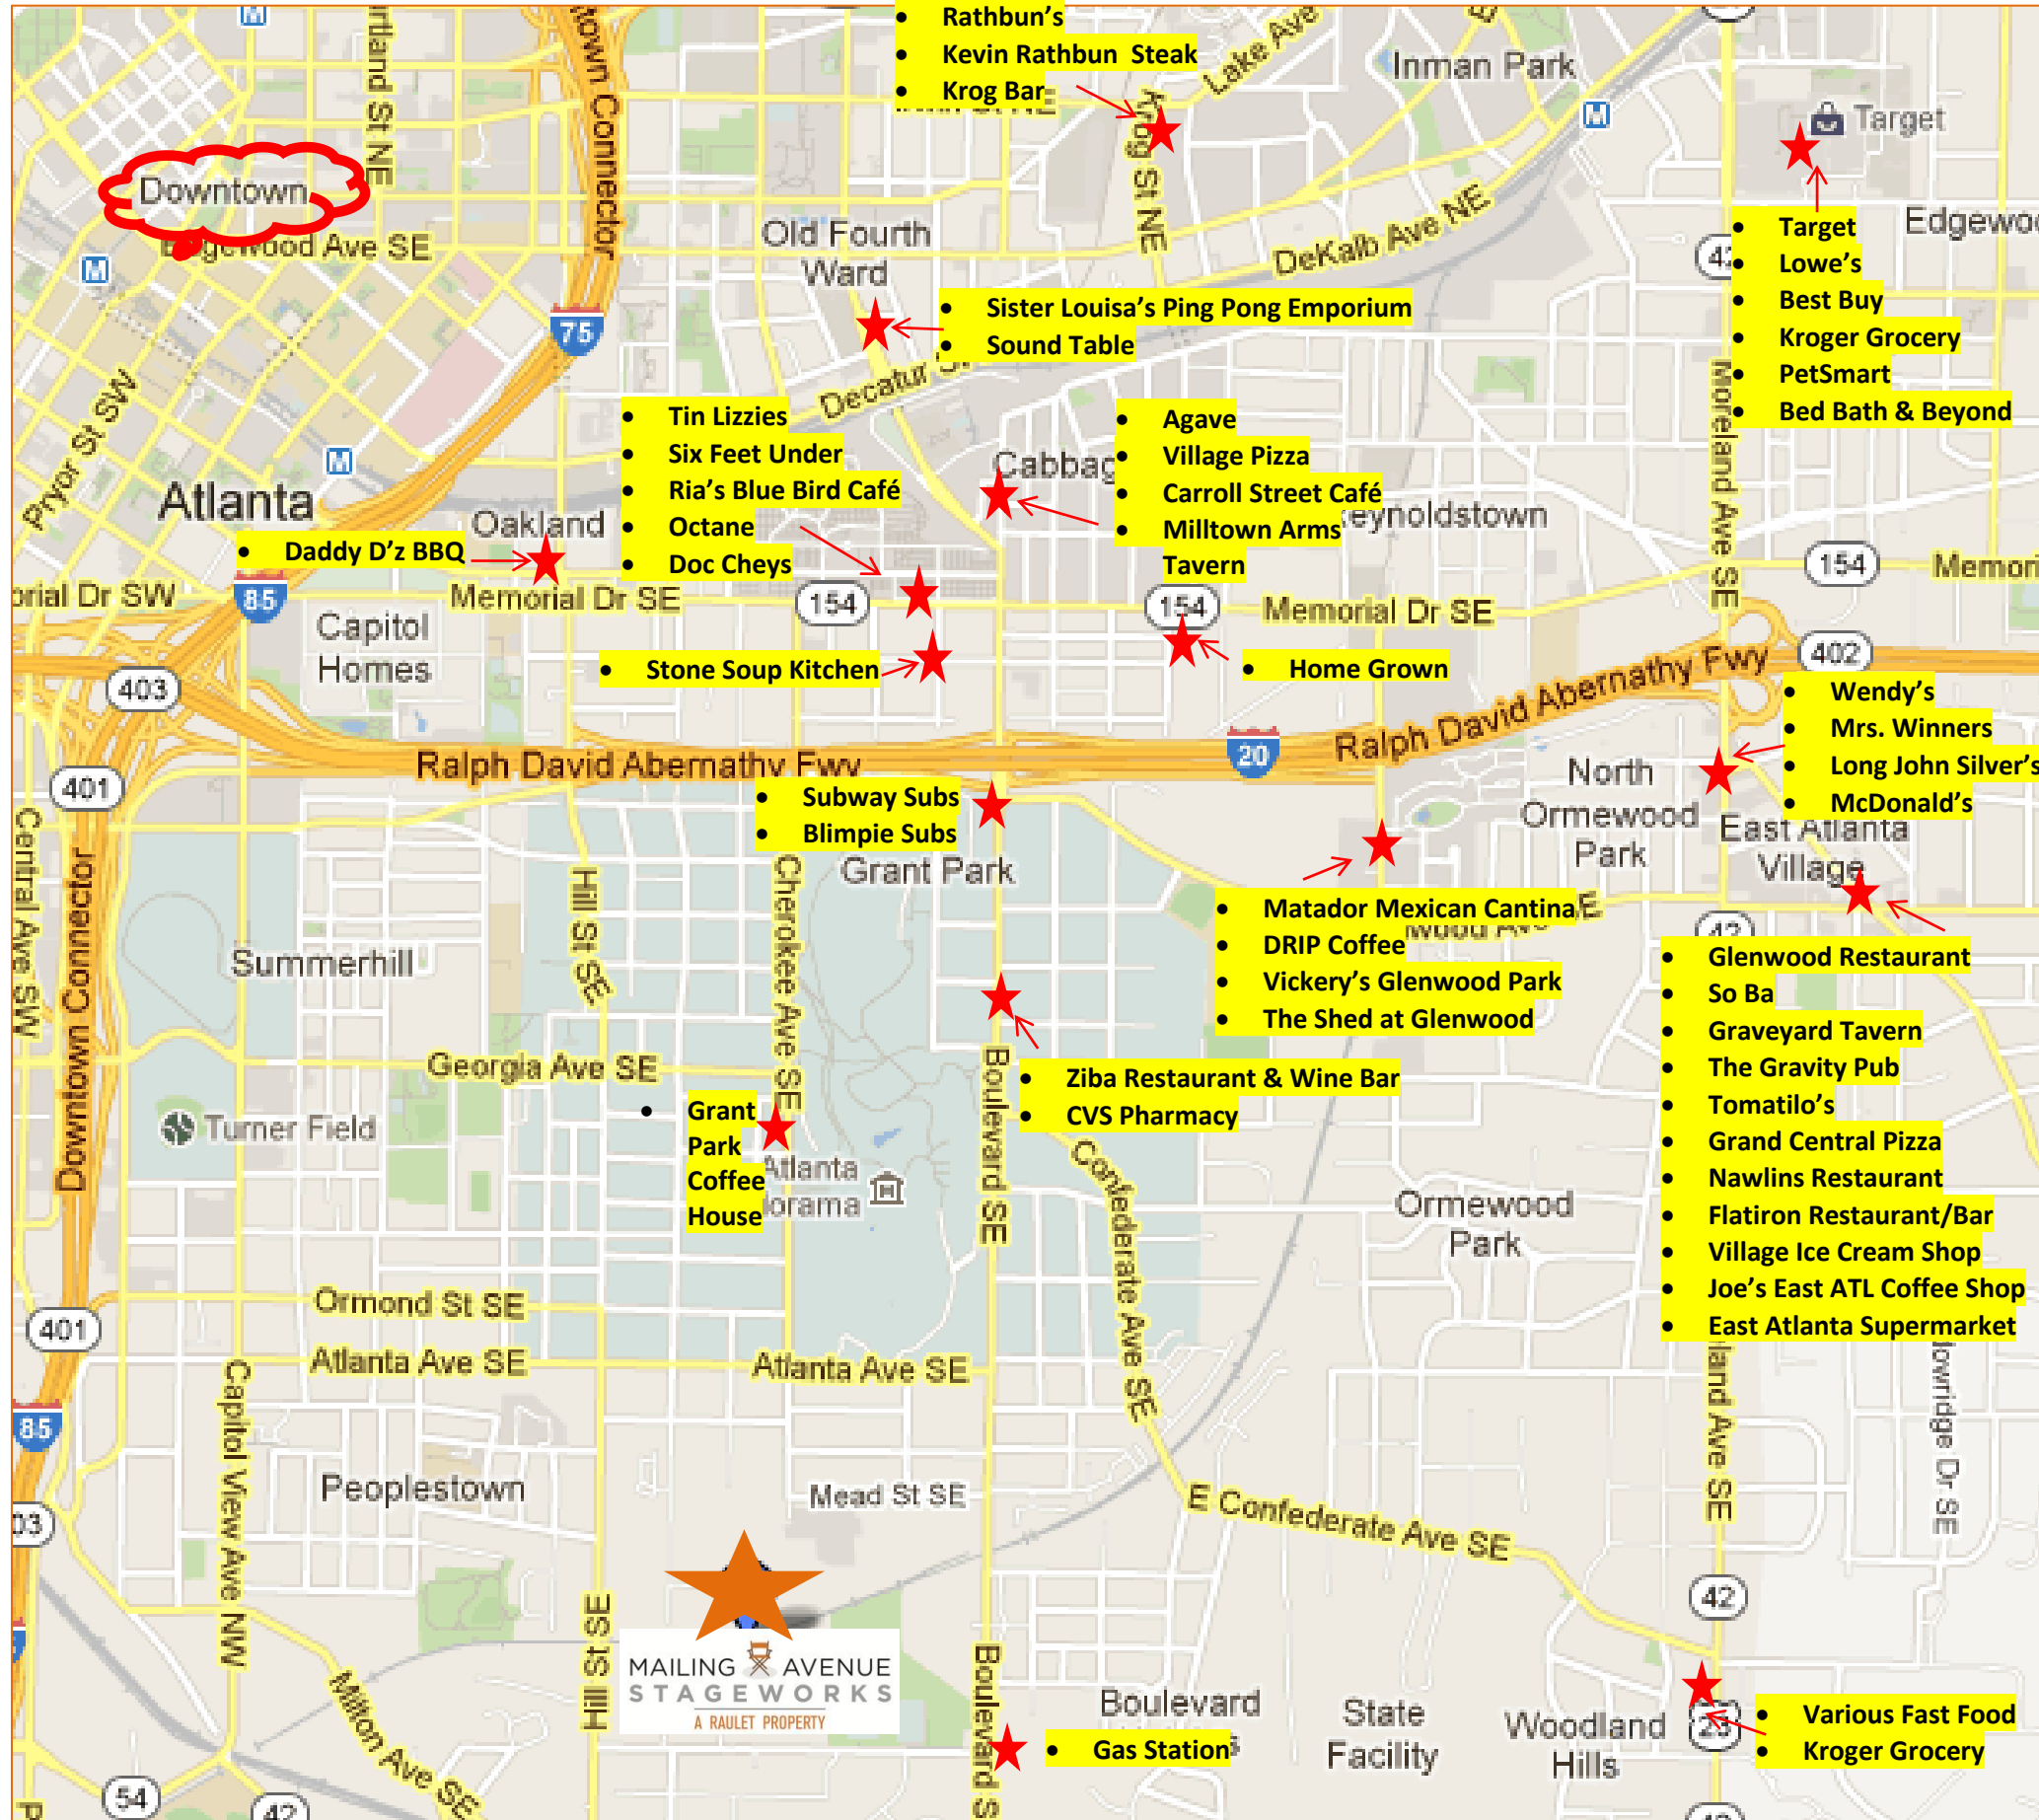 Rathbun's
Kevin Rathbun Steak
Krog Bar
Lake Ave
Inman Park
Krog St NE
Target
Downtown
Edgewood Ave SE
Downtown Connector
75
Old Fourth
Ward
DeKalb Ave NE
Target
Lowe's
Best Buy
Kroger Grocery
PetSmart
Bed Bath & Beyond
Sister Louisa's Ping Pong Emporium
Sound Table
Decatur
Pryor St SW
Atlanta
Oakland
Tin Lizzies
Six Feet Under
Ria's Blue Bird Café
Octane
Doc Cheys
Agave
Village Pizza
Carroll Street Café
Milltown Arms
Tavern
Moreland Ave SE
Daddy D'z BBQ
85
Memorial Dr SE
154
154
Memorial Dr SE
154
Capitol
Homes
Stone Soup Kitchen
Home Grown
402
403
Ralph David Abernathy Fwy
20
Ralph David Abernathy Fwy
Wendy's
Mrs. Winners
Long John Silver's
McDonald's
401
Subway Subs
Blimpie Subs
North
Ormewood
Park
East Atlanta
Village
Central Ave SW
Downtown Connector
Hill St SE
Cherokee Ave SE
Grant Park
Matador Mexican Cantina
DRIP Coffee
Vickery's Glenwood Park
The Shed at Glenwood
Summerhill
Glenwood Restaurant
So Ba
Graveyard Tavern
The Gravity Pub
Tomatilo's
Grand Central Pizza
Nawlins Restaurant
Flatiron Restaurant/Bar
Village Ice Cream Shop
Joe's East ATL Coffee Shop
East Atlanta Supermarket
Georgia Ave SE
Boulevard SE
Ziba Restaurant & Wine Bar
CVS Pharmacy
Turner Field
Grant
Park
Coffee
House
Atlanta
Confederate Ave SE
Ormewood
Park
Ormond St SE
401
Atlanta Ave SE
Atlanta Ave SE
85
Capitol View Ave NW
Peoplestown
Mead St SE
E Confederate Ave SE
42
Hill St SE
MAILING AVENUE
STAGEWORKS
A RAULET PROPERTY
Milton Ave SE
Boulevard
Boulevard S
Gas Station
State
Facility
Woodland
Hills
Various Fast Food
Kroger Grocery
54
42